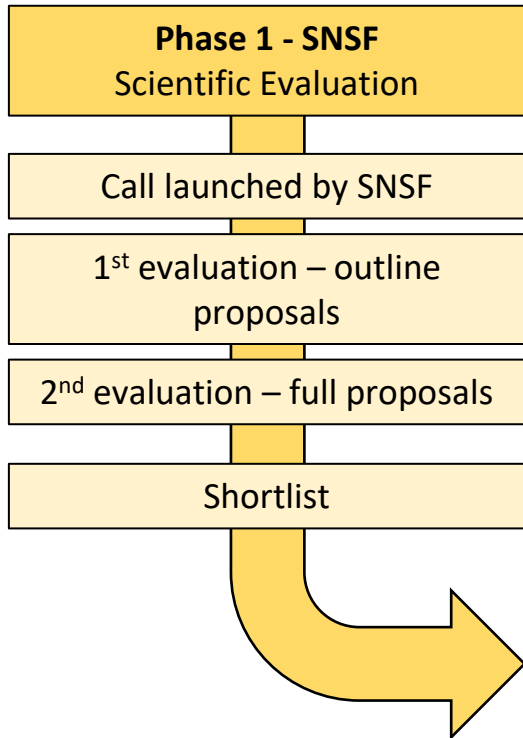 Phase 1 - SNSF
Scientific Evaluation
Call launched by SNSF
1st evaluation – outline
proposals
2nd evaluation – full proposals
Shortlist